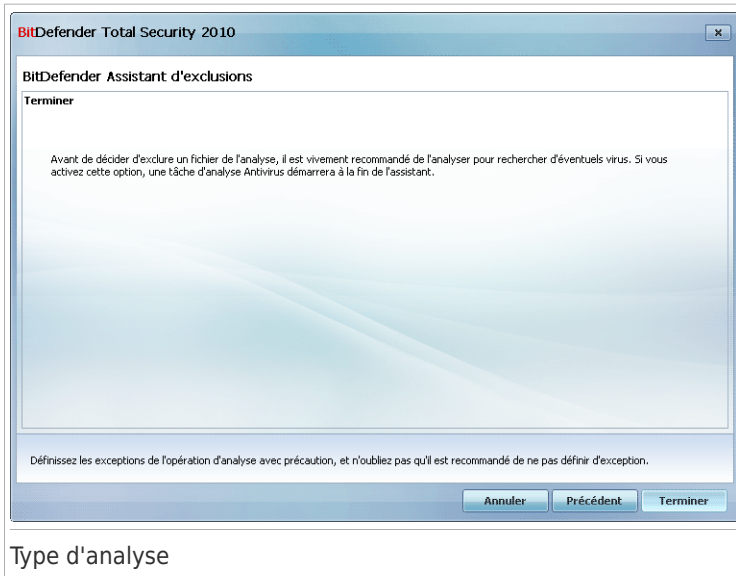 BitDefender Total Security 2010
BitDefender Assistant d'exclusions
Terminer
Avant de décider d'exclure un fichier de l'analyse, il est vivement recommandé de l'analyser pour rechercher d'éventuels virus. Si vous
activez cette option, une tâche d'analyse Antivirus démarrera à la fin de l'assistant.
Définissez les exceptions de l'opération d'analyse avec précaution, et n'oubliez pas qu'il est recommandé de ne pas définir d'exception.
Annuler Précédent Terminer
Type d'analyse